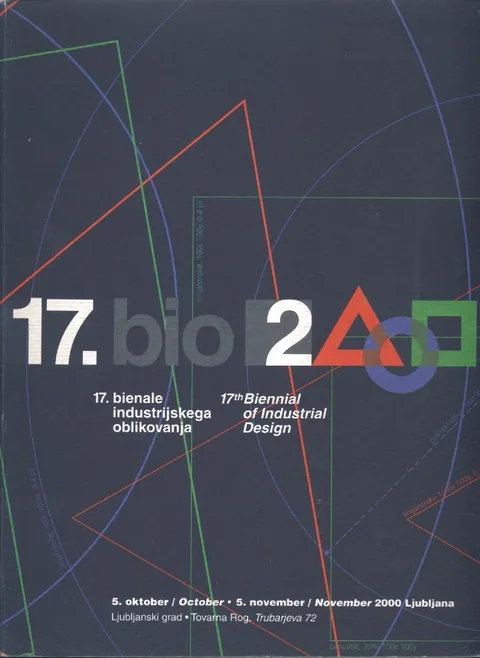 17. bio 2
17. bienale
industrijskega
oblikovanja
17th Biennial
of Industrial
Design
5. oktober / October • 5. november / November 2000 Ljubljana
Ljubljanski grad • Tovarna Rog, Trubarjeva 72